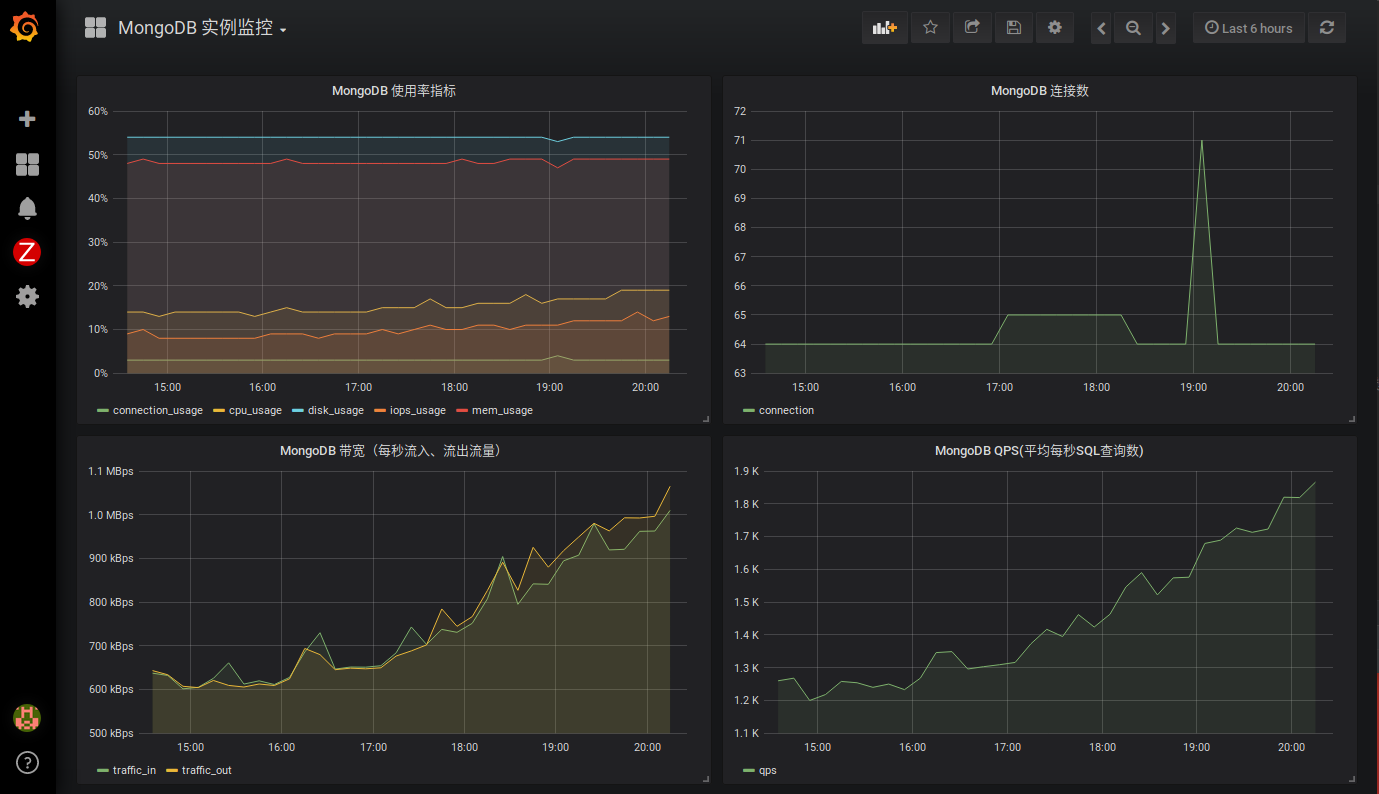 MongoDB 实例监控
Last 6 hours
Z
MongoDB 使用率指标
60%
50%
40%
30%
20%
10%
0%
15:00 16:00 17:00 18:00 19:00 20:00
connection_usage cpu_usage disk_usage iops_usage mem_usage
MongoDB 连接数
72
71
70
69
68
67
66
65
64
63
15:00 16:00 17:00 18:00 19:00 20:00
connection
MongoDB 带宽（每秒流入、流出流量）
1.1 MBps
1.0 MBps
900 kBps
800 kBps
700 kBps
600 kBps
500 kBps
15:00 16:00 17:00 18:00 19:00 20:00
traffic_in traffic_out
MongoDB QPS(平均每秒SQL查询数)
1.9 K
1.8 K
1.7 K
1.6 K
1.5 K
1.4 K
1.3 K
1.2 K
1.1 K
15:00 16:00 17:00 18:00 19:00 20:00
qps
?